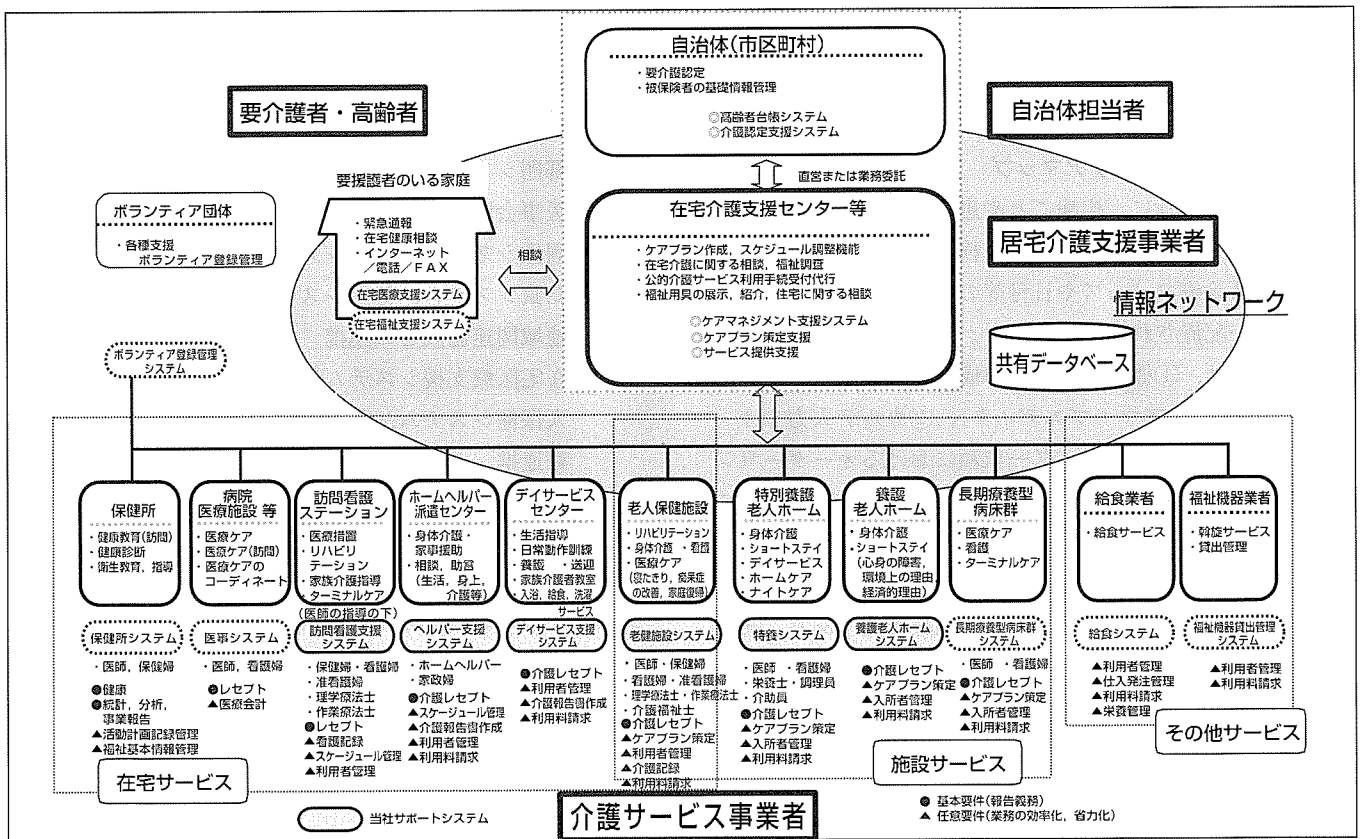 自治体(市区町村)
・要介護認定
・被保険者の基礎情報管理
◎高齢者台帳システム
◎介護認定支援システム
要介護者・高齢者
自治体担当者
直営または業務委託
要援護者のいる家庭
・緊急通報
・在宅健康相談
・インターネット
／電話／ＦＡＸ
在宅医療支援システム
在宅福祉支援システム
相談
ボランティア団体
・各種支援
ボランティア登録管理
ボランティア登録管理
システム
在宅介護支援センター等
・ケアプラン作成，スケジュール調整機能
・在宅介護に関する相談，福祉調査
・公的介護サービス利用手続受付代行
・福祉用具の展示，紹介，住宅に関する相談
◎ケアマネジメント支援システム
◎ケアプラン策定支援
◎サービス提供支援
居宅介護支援事業者
情報ネットワーク
共有データベース
保健所
・健康教育(訪問)
・健康診断
・衛生教育，指導
保健所システム
・医師，保健婦
●健康
●統計，分析，
事業報告
▲活動計画記録管理
▲福祉基本情報管理
病院
医療施設 等
・医療ケア
・医療ケア(訪問)
・医療ケアの
コーディネート
医事システム
・医師，看護婦
●レセプト
▲医療会計
訪問看護
ステーション
・医療措置
・リハビリ
テーション
・家族介護指導
・ターミナルケア
(医師の指導の下)
訪問看護支援
システム
・保健婦・看護婦
・准看護婦
・理学療法士
・作業療法士
●レセプト
▲看護記録
▲スケジュール管理
▲利用者管理
ホームヘルパー
派遣センター
・身体介護・
家事援助
・相談，助言
(生活，身上，
介護等)
ヘルパー支援
システム
・ホームヘルパー
・家政婦
●介護レセプト
▲スケジュール管理
▲介護報告書作成
▲利用者管理
▲利用料請求
デイサービス
センター
・生活指導
・日常動作訓練
・養護　・送迎
・家族介護者教室
・入浴，給食，洗濯
サービス
デイサービス支援
システム
●介護レセプト
▲利用者管理
▲介護報告書作成
▲利用料請求
老人保健施設
・リハビリテーション
・身体介護　・看護
・医療ケア
(寝たきり，痴呆症
の改善，家庭復帰)
老健施設システム
・医師・保健婦
・看護婦・准看護婦
・理学療法士・作業療法士
・介護福祉士
●介護レセプト
▲ケアプラン策定
▲利用者管理
▲介護記録
▲利用料請求
特別養護
老人ホーム
・身体介護
・ショートステイ
・デイサービス
・ホームケア
・ナイトケア
特養システム
・医師　・看護婦
・栄養士・調理員
・介助員
●介護レセプト
▲ケアプラン策定
▲入所者管理
▲利用料請求
養護
老人ホーム
・身体介護
・ショートステイ
(心身の障害，
環境上の理由，
経済的理由)
養護老人ホーム
システム
●介護レセプト
▲ケアプラン策定
▲入所者管理
▲利用料請求
長期療養型
病床群
・医療ケア
・看護
・ターミナルケア
長期療養型病床群
システム
・医師　・看護婦
●介護レセプト
▲ケアプラン策定
▲入所者管理
▲利用料請求
給食業者
・給食サービス
給食システム
▲利用者管理
▲仕入発注管理
▲利用料請求
▲栄養管理
福祉機器業者
・斡旋サービス
・貸出管理
福祉機器貸出管理
システム
▲利用者管理
▲利用料請求
在宅サービス
施設サービス
その他サービス
当社サポートシステム
介護サービス事業者
● 基本要件(報告義務)
▲ 任意要件(業務の効率化，省力化)